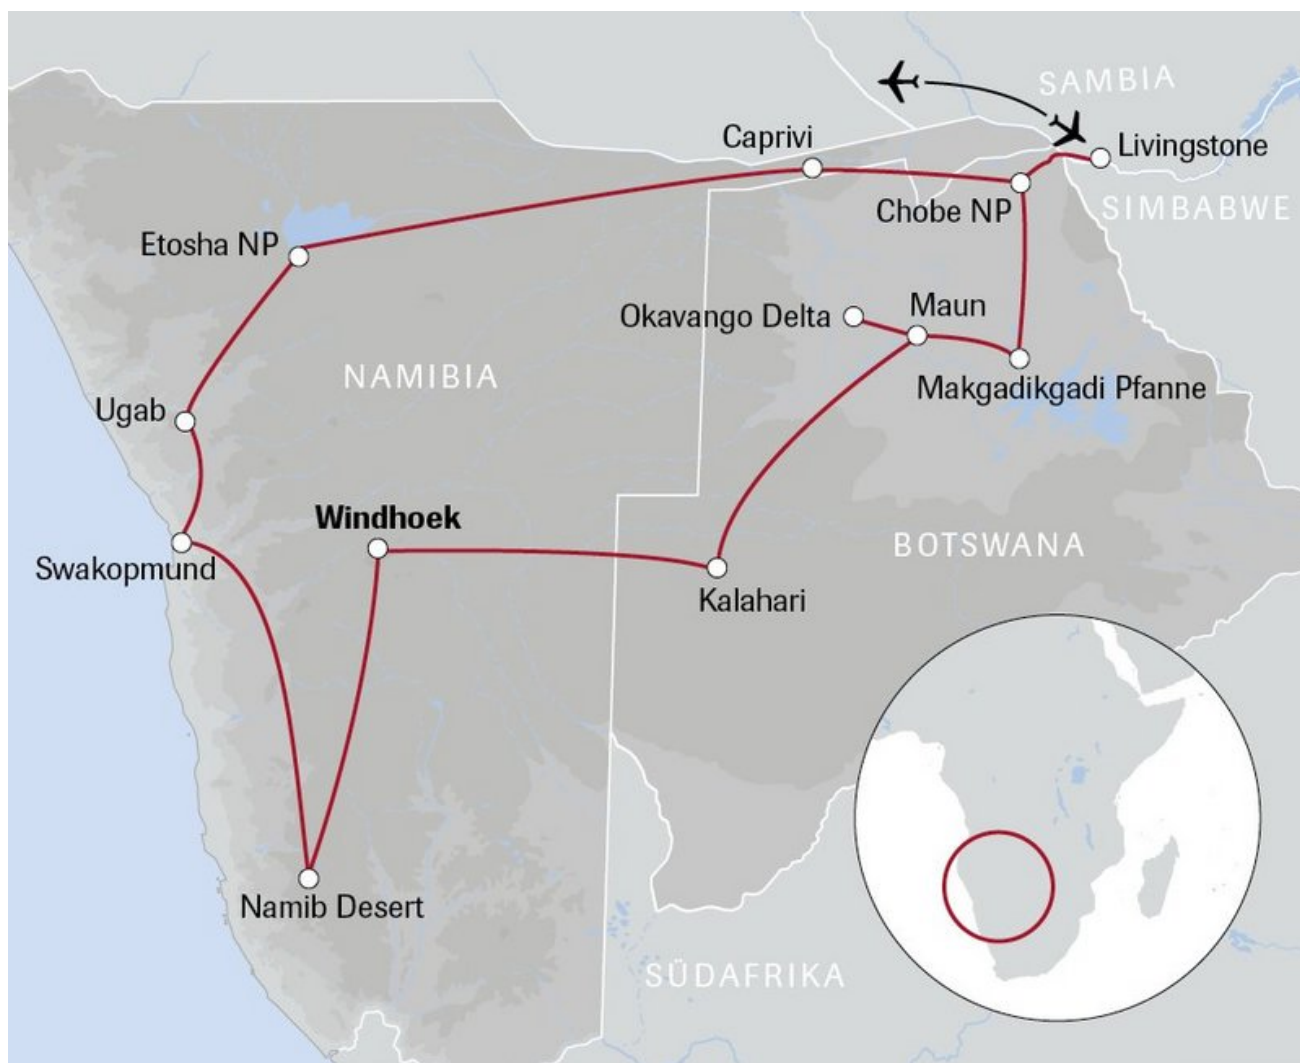 SAMBIA
Caprivi
Livingstone
Chobe NP
SIMBABWE
Etosha NP
Okavango Delta
Maun
NAMIBIA
Makgadikgadi Pfanne
Ugab
Windhoek
BOTSWANA
Swakopmund
Kalahari
Namib Desert
SÜDAFRIKA